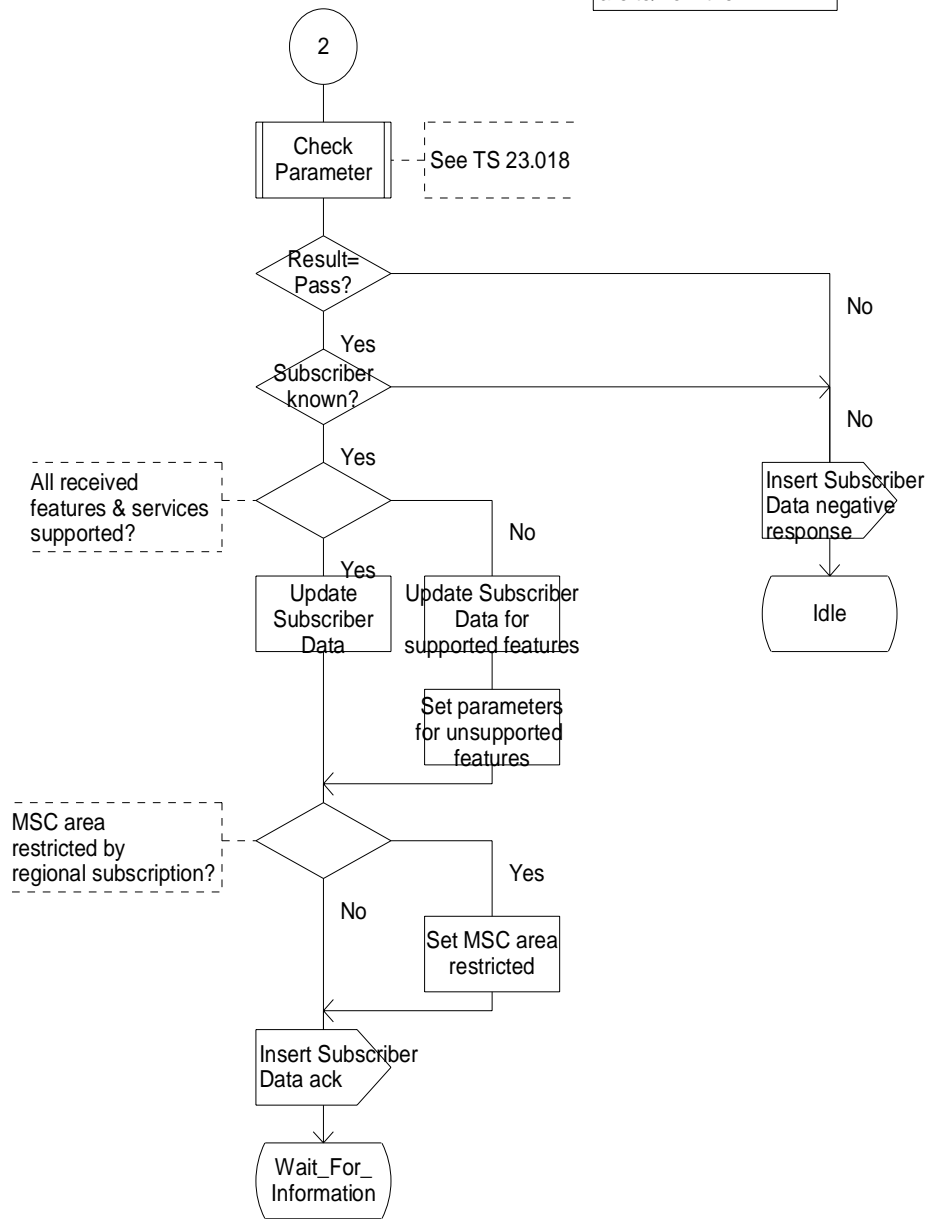 2
Check
Parameter
See TS 23.018
Result=
Pass?
No
Yes
Subscriber
known?
No
Yes
All received
features & services
supported?
No
Yes
Insert Subscriber
Data negative
response
Update
Subscriber
Data
Update Subscriber
Data for
supported features
Idle
Set parameters
for unsupported
features
MSC area
restricted by
regional subscription?
Yes
No
Set MSC area
restricted
Insert Subscriber
Data ack
Wait_For_
Information